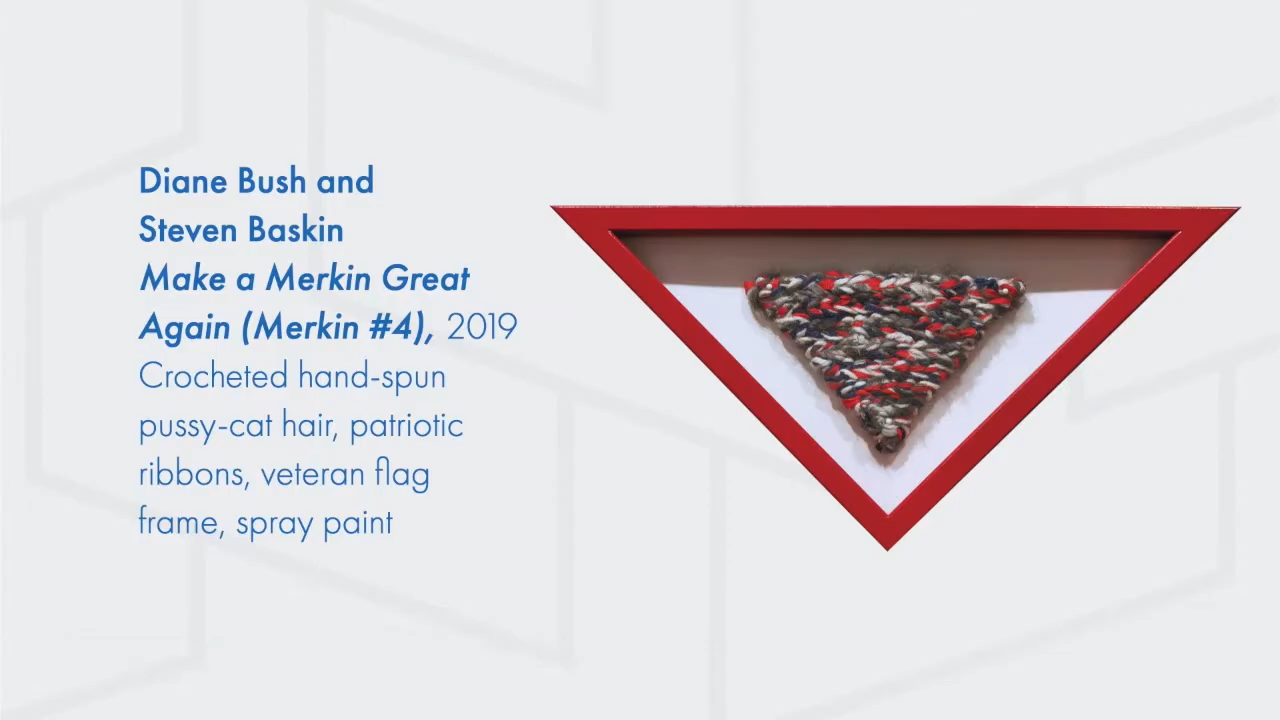 Diane Bush and
Steven Baskin
Make a Merkin Great
Again (Merkin #4), 2019
Crocheted hand-spun
pussy-cat hair, patriotic
ribbons, veteran flag
frame, spray paint